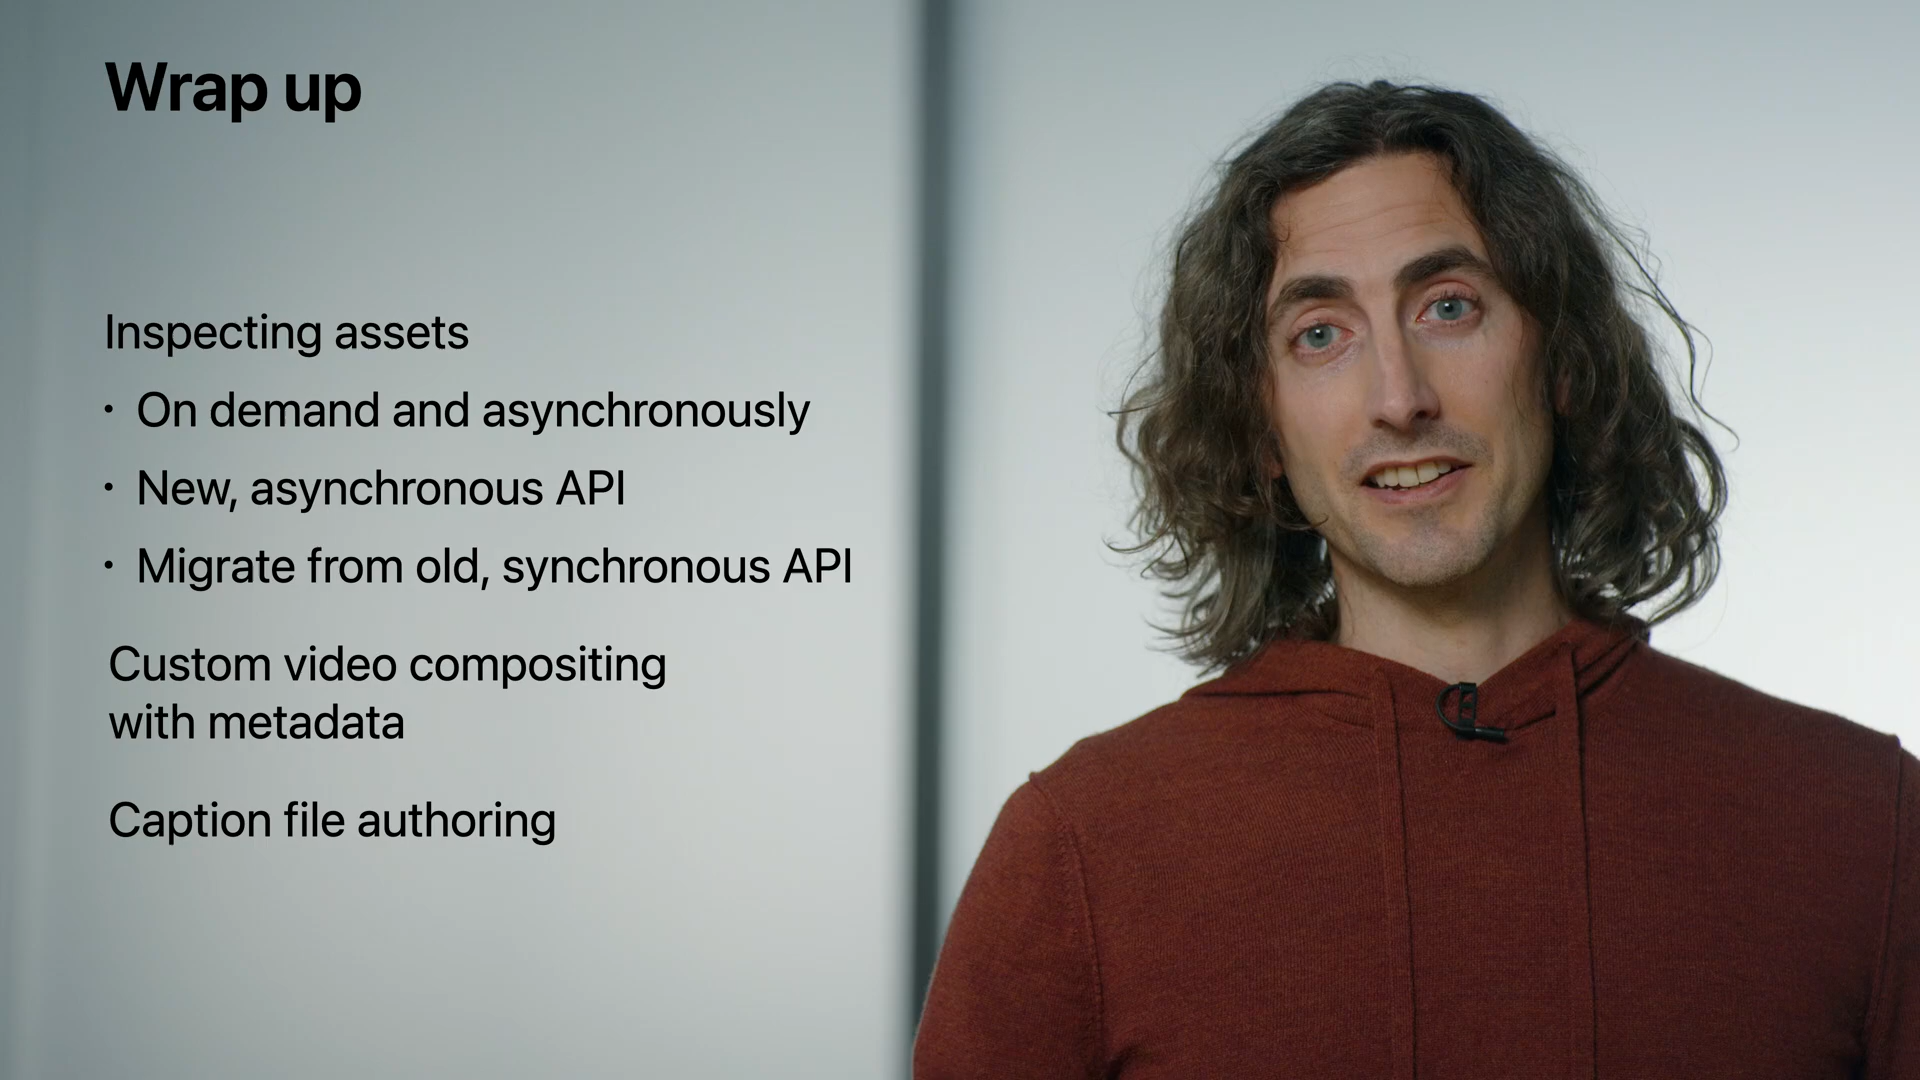 Wrap up
Inspecting assets
• On demand and asynchronously
• New, asynchronous API
• Migrate from old, synchronous API
Custom video compositing
with metadata
Caption file authoring